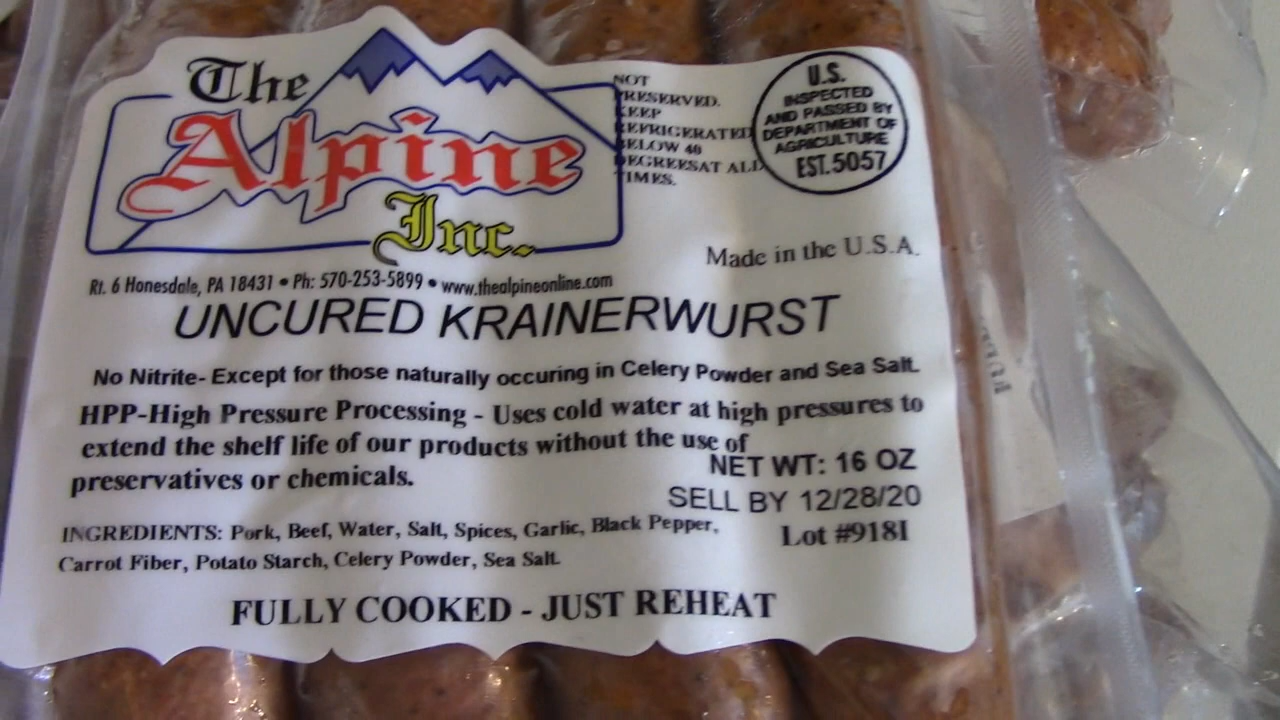 The
Alpine
Inc.
NOT
PRESERVED.
KEEP
REFRIGERATED
BELOW 40
DEGREESAT ALL
TIMES.
U.S.
INSPECTED
AND PASSED BY
DEPARTMENT OF
AGRICULTURE
EST. 5057
Made in the U.S.A.
Rt. 6 Honesdale, PA 18431 • Ph: 570-253-5899 • www.thealpineonline.com
UNCURED KRAINERWURST
No Nitrite- Except for those naturally occuring in Celery Powder and Sea Salt.
HPP-High Pressure Processing - Uses cold water at high pressures to
extend the shelf life of our products without the use of
preservatives or chemicals.
NET WT: 16 OZ
SELL BY 12/28/20
Lot #918I
INGREDIENTS: Pork, Beef, Water, Salt, Spices, Garlic, Black Pepper,
Carrot Fiber, Potato Starch, Celery Powder, Sea Salt.
FULLY COOKED - JUST REHEAT